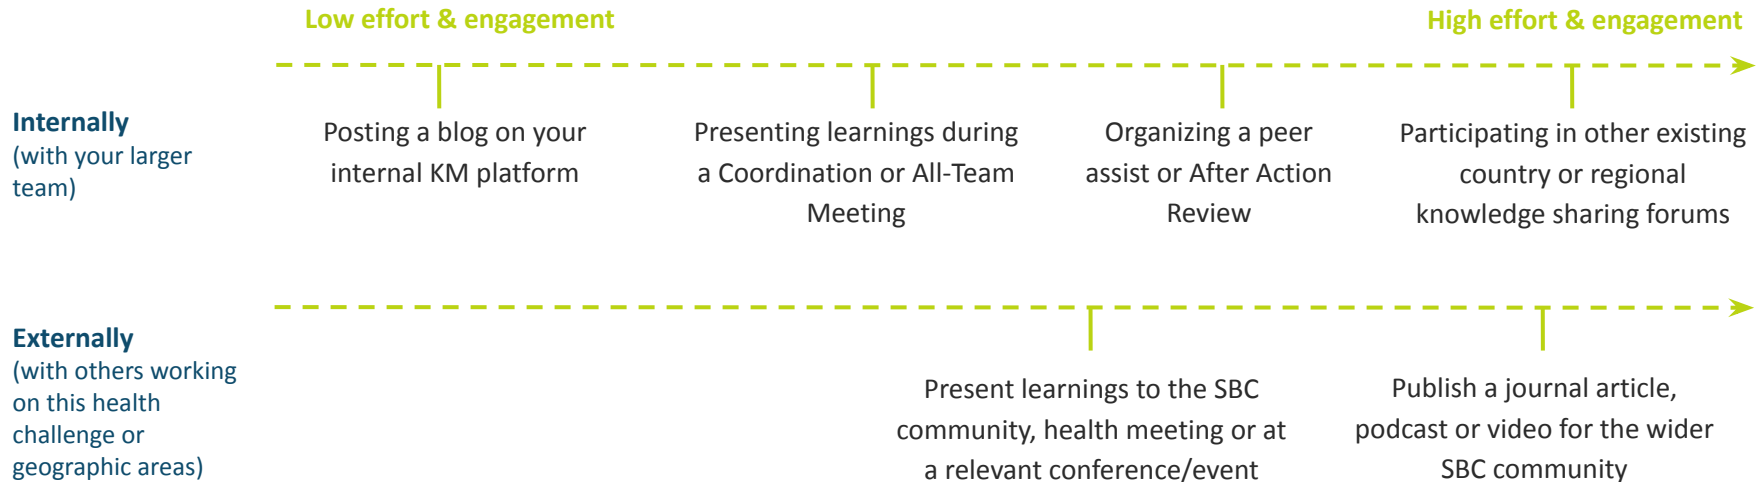 Low effort & engagement
High effort & engagement
Internally
(with your larger
team)
Posting a blog on your
internal KM platform
Presenting learnings during
a Coordination or All-Team
Meeting
Organizing a peer
assist or After Action
Review
Participating in other existing
country or regional
knowledge sharing forums
Externally
(with others working
on this health
challenge or
geographic areas)
Present learnings to the SBC
community, health meeting or at
a relevant conference/event
Publish a journal article,
podcast or video for the wider
SBC community